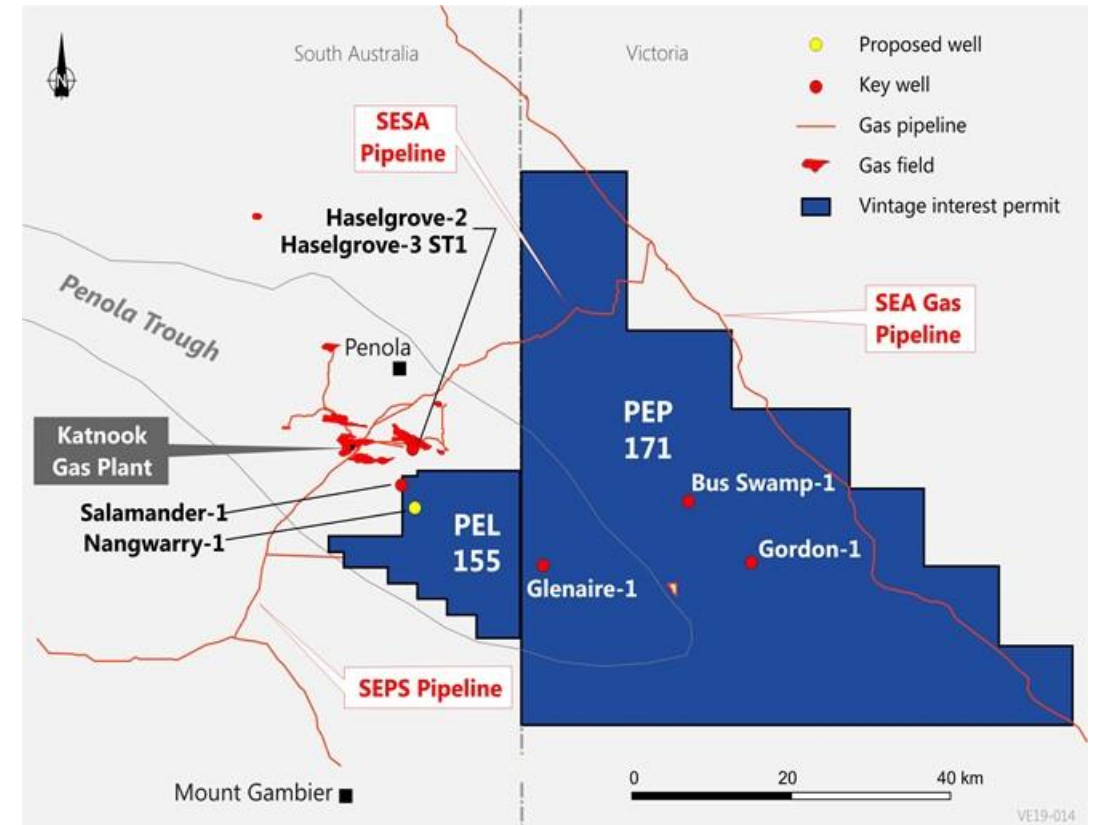 South Australia
Victoria
Proposed well
Key well
Gas pipeline
Gas field
Vintage interest permit
N
SESA
Pipeline
Haselgrove-2
Haselgrove-3 ST1
Penola Trough
SEA Gas
Pipeline
Penola
Katnook
Gas Plant
PEP
171
Bus Swamp-1
Salamander-1
Nangwarry-1
PEL
155
Gordon-1
Glenaire-1
SEPS Pipeline
Mount Gambier
0 20 40 km
VE19-014